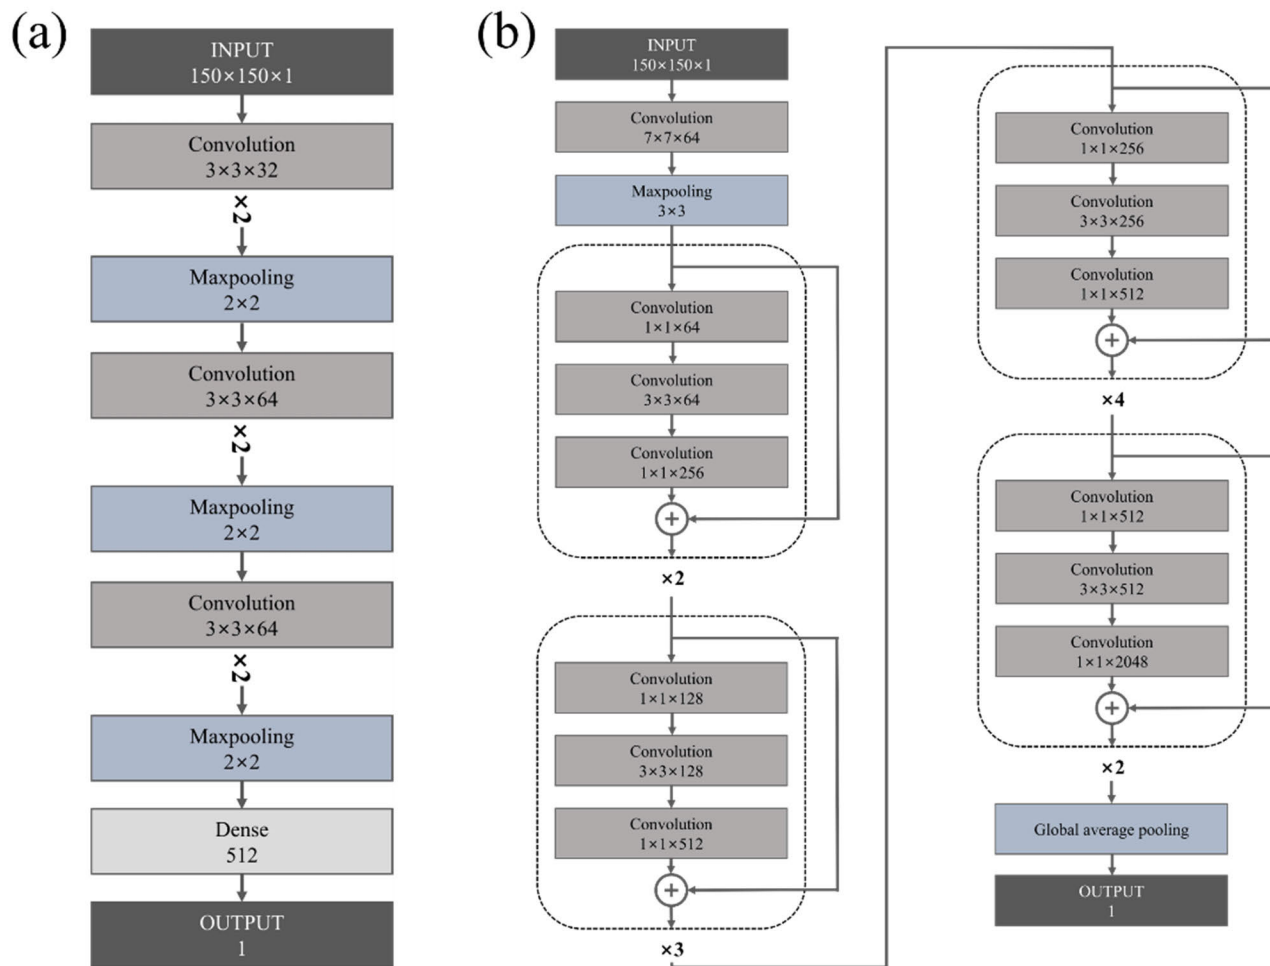 (a)
INPUT
150×150×1
Convolution
3×3×32
×2
Maxpooling
2×2
Convolution
3×3×64
×2
Maxpooling
2×2
Convolution
3×3×64
×2
Maxpooling
2×2
Dense
512
OUTPUT
1
(b)
INPUT
150×150×1
Convolution
7×7×64
Maxpooling
3×3
Convolution
1×1×64
Convolution
3×3×64
Convolution
1×1×256
×2
Convolution
1×1×128
Convolution
3×3×128
Convolution
1×1×512
×3
Convolution
1×1×256
Convolution
3×3×256
Convolution
1×1×512
×4
Convolution
1×1×512
Convolution
3×3×512
Convolution
1×1×2048
×2
Global average pooling
OUTPUT
1